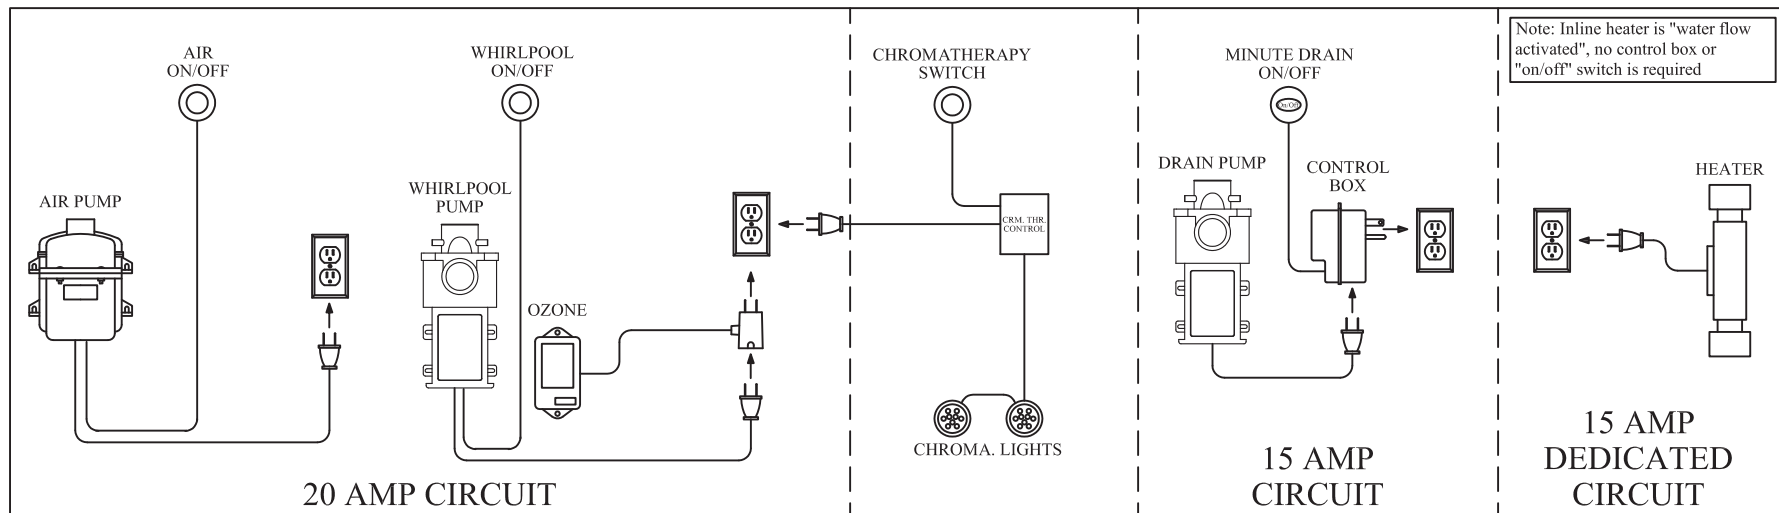 AIR
ON/OFF
AIR PUMP
WHIRLPOOL
ON/OFF
WHIRLPOOL
PUMP
OZONE
20 AMP CIRCUIT
CHROMATHERAPY
SWITCH
CRM. THR.
CONTROL
CHROMA. LIGHTS
MINUTE DRAIN
ON/OFF
On/Off
DRAIN PUMP
CONTROL
BOX
15 AMP
CIRCUIT
Note: Inline heater is "water flow
activated", no control box or
"on/off" switch is required
HEATER
15 AMP
DEDICATED
CIRCUIT